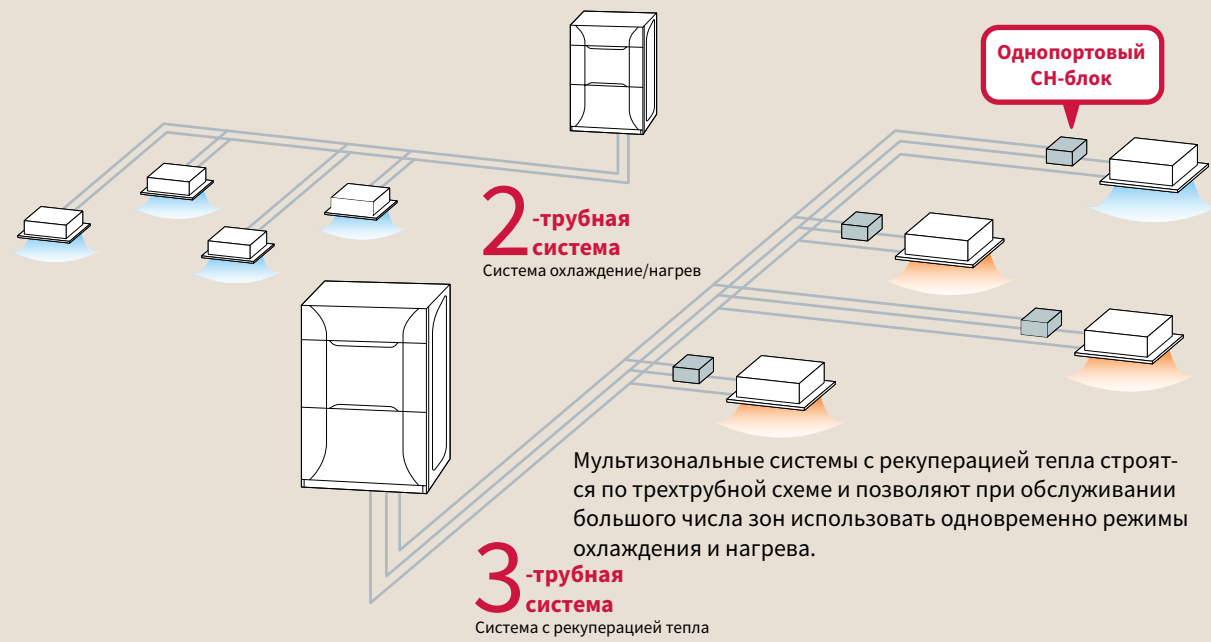 Однопортовый
CH-блок
2-трубная
система
Система охлаждение/нагрев
Мультизональные системы с рекуперацией тепла строят-
ся по трехтрубной схеме и позволяют при обслуживании
большого числа зон использовать одновременно режимы
охлаждения и нагрева.
3-трубная
система
Система с рекуперацией тепла